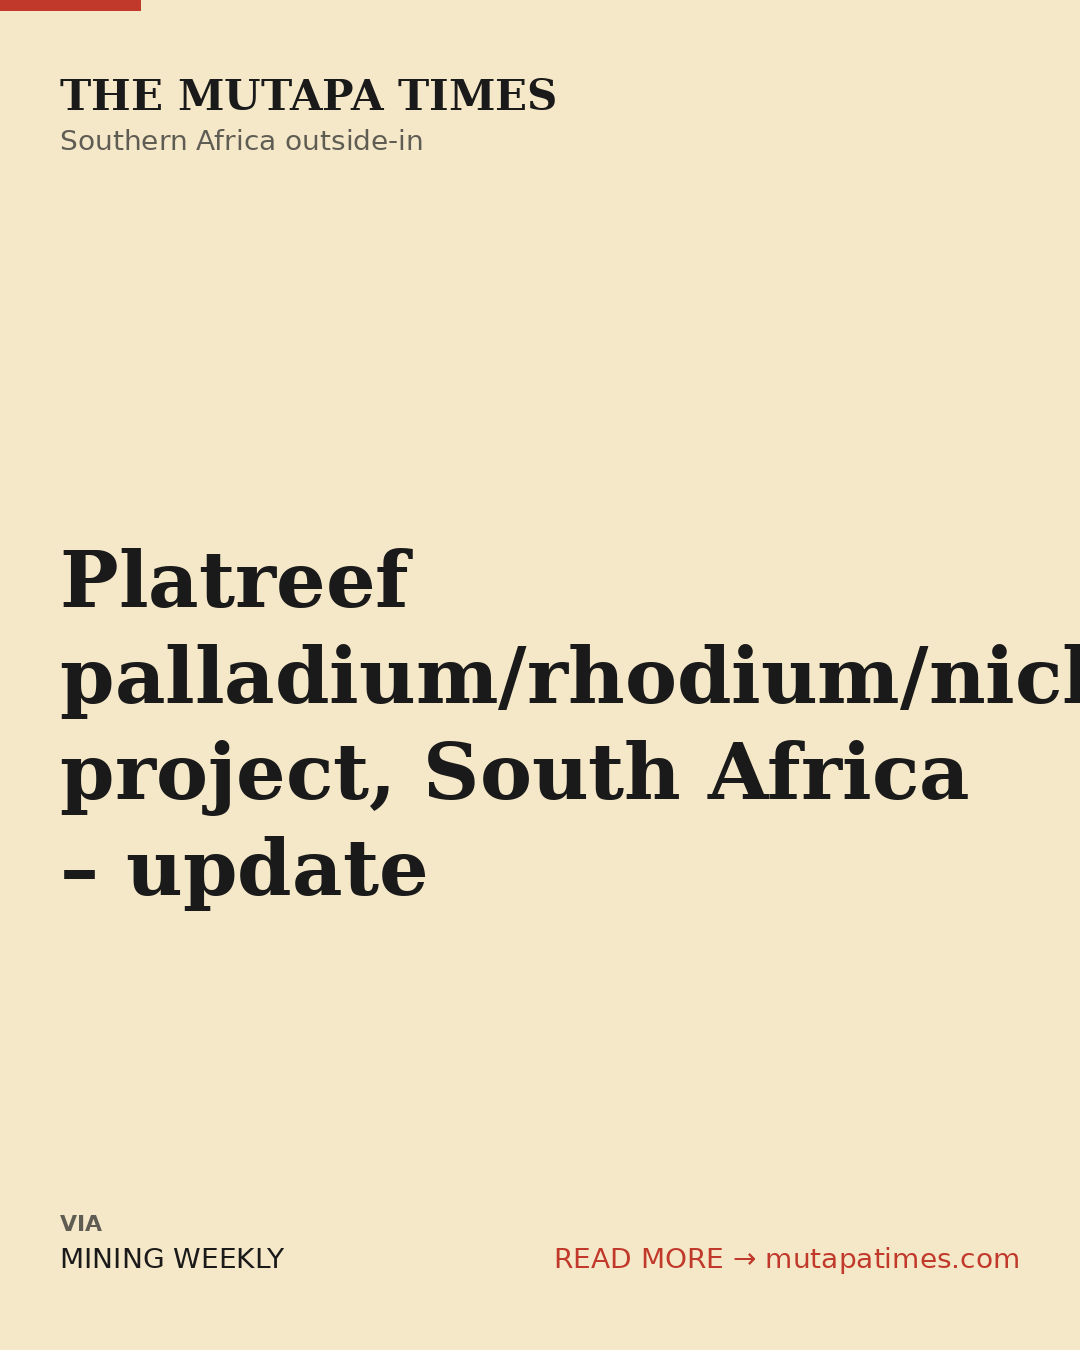 THE MUTAPA TIMES
Southern Africa outside-in
Platreef
palladium/rhodium/nicl
project, South Africa
– update
VIA
MINING WEEKLY
READ MORE → mutapatimes.com